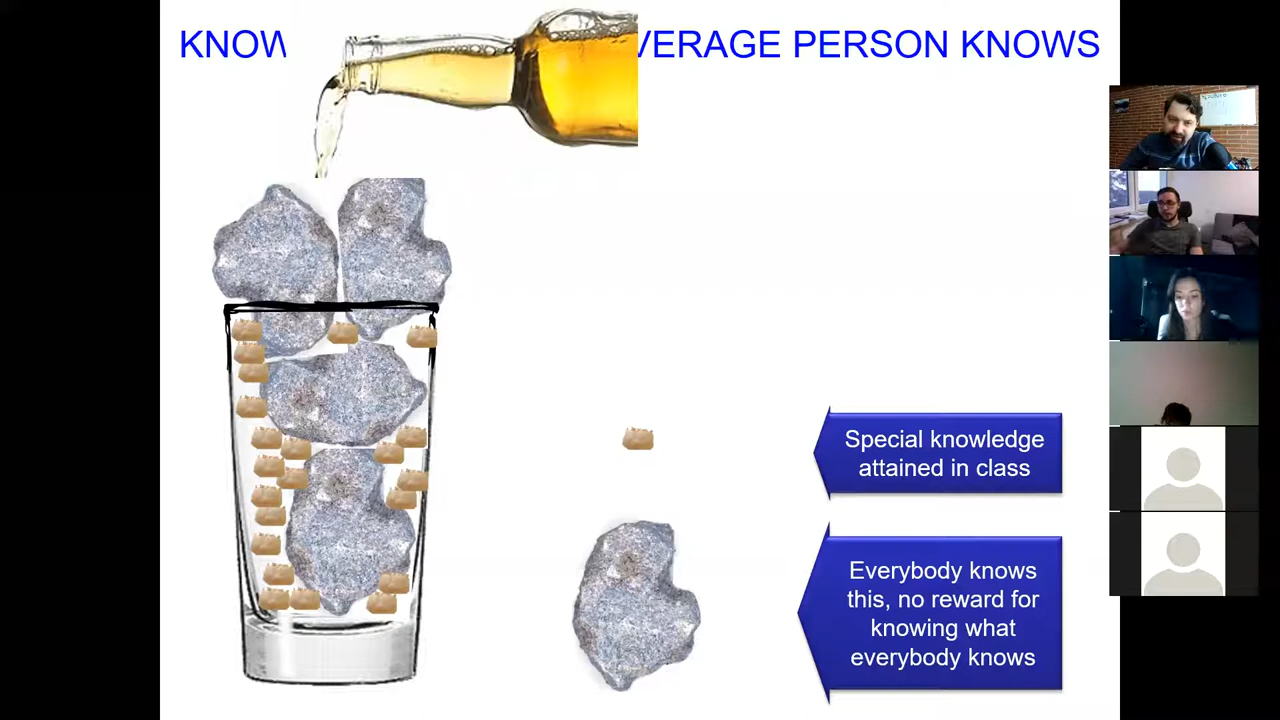 KNOW VERAGE PERSON KNOWS
Special knowledge
attained in class
Everybody knows
this, no reward for
knowing what
everybody knows